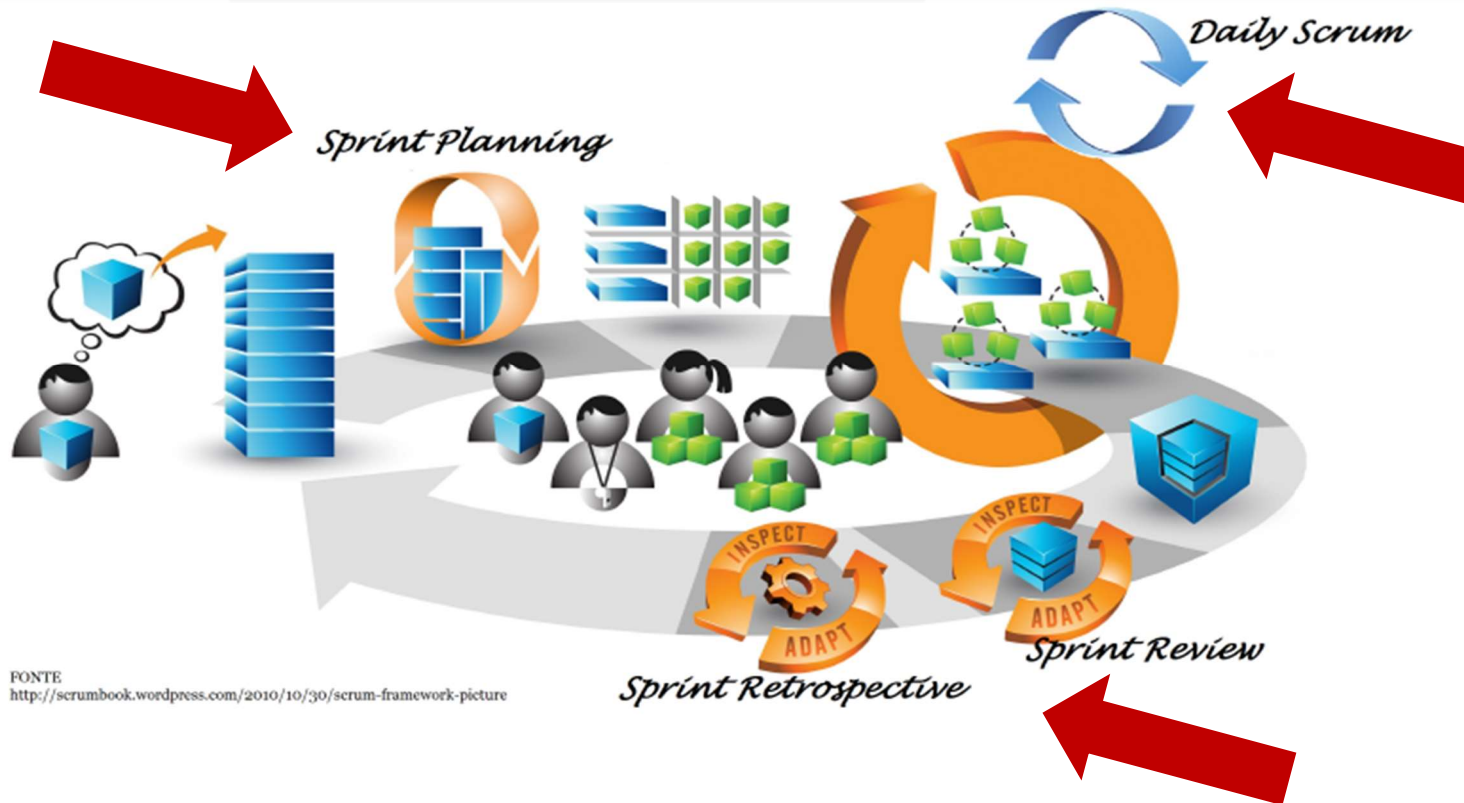 Daily Scrum
Sprint Planning
INSPECT
ADAPT
INSPECT
ADAPT
Sprint Review
Sprint Retrospective
FONTE
http://scrumbook.wordpress.com/2010/10/30/scrum-framework-picture